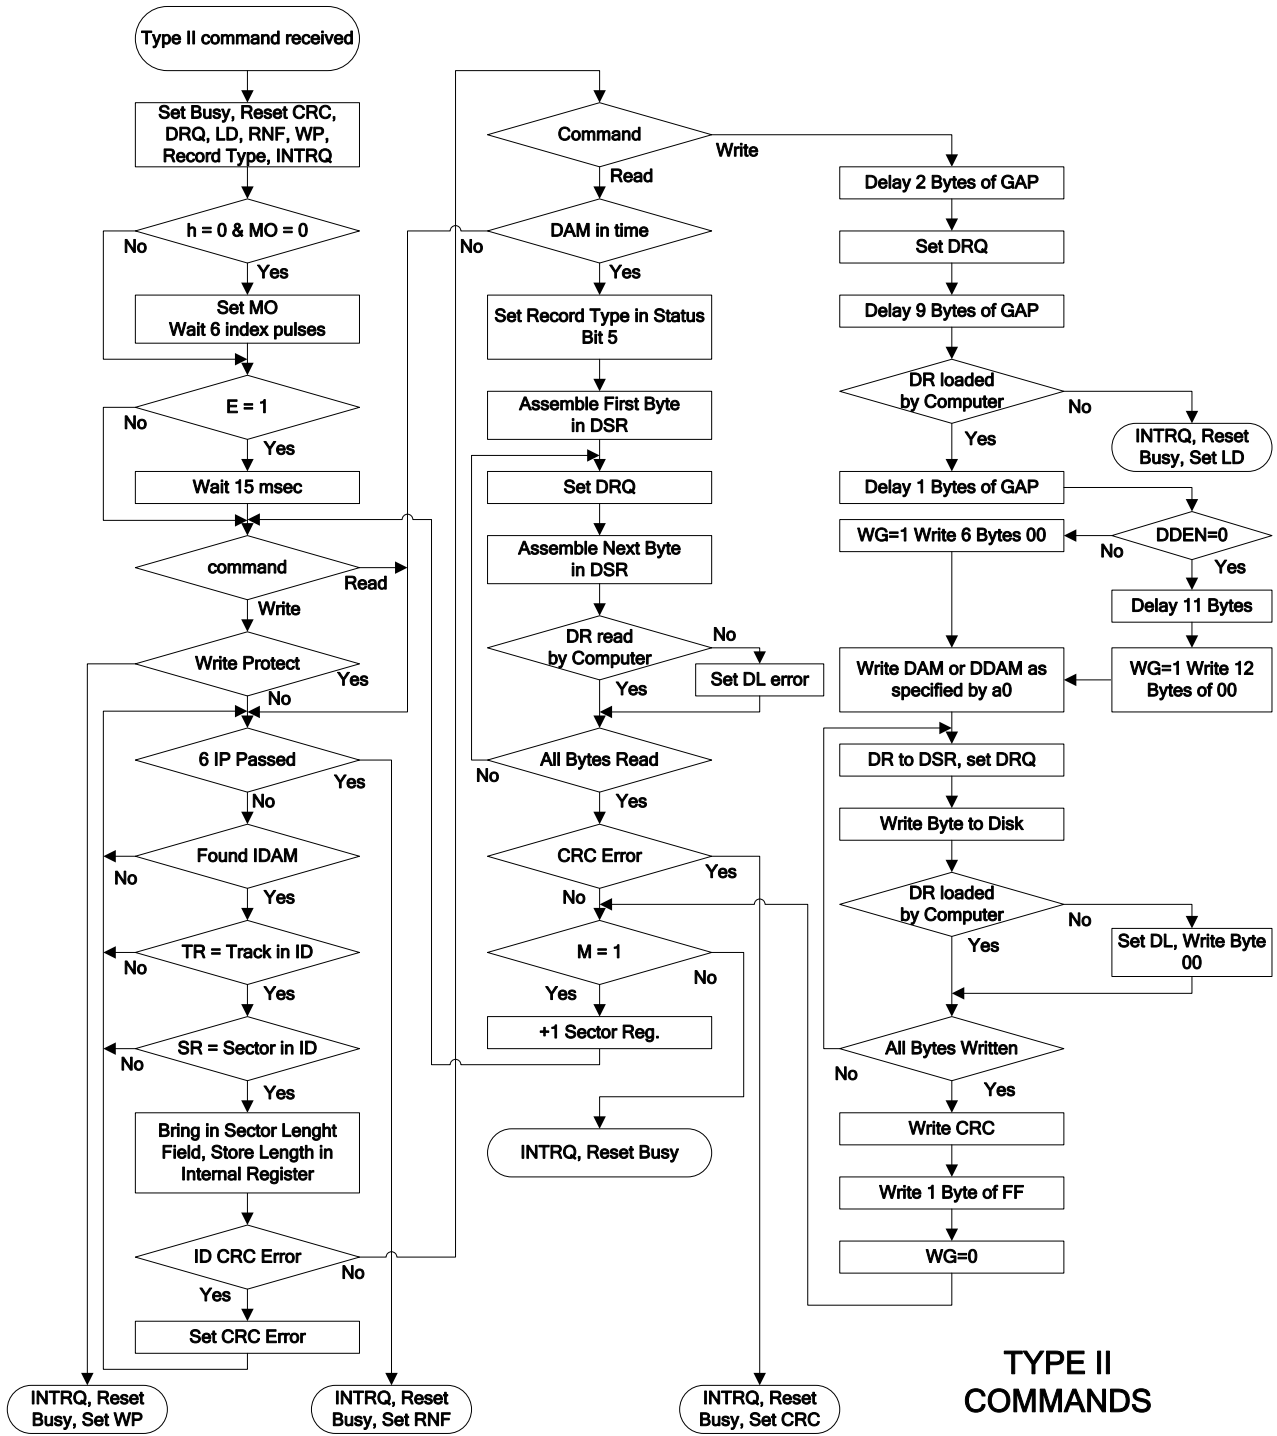 Type II command received
Set Busy, Reset CRC,
DRQ, LD, RNF, WP,
Record Type, INTRQ
h = 0 & MO = 0
No
Yes
Set MO
Wait 6 index pulses
E = 1
No
Yes
Wait 15 msec
command
Read
Write
Write Protect
Yes
No
6 IP Passed
Yes
No
Found IDAM
No
Yes
TR = Track in ID
No
Yes
SR = Sector in ID
No
Yes
Bring in Sector Lenght
Field, Store Length in
Internal Register
ID CRC Error
No
Yes
Set CRC Error
INTRQ, Reset
Busy, Set WP
INTRQ, Reset
Busy, Set RNF
Command
Write
Read
DAM in time
No
Yes
Set Record Type in Status
Bit 5
Assemble First Byte
in DSR
Set DRQ
Assemble Next Byte
in DSR
DR read
by Computer
No
Set DL error
Yes
All Bytes Read
No
Yes
CRC Error
Yes
No
M = 1
No
Yes
+1 Sector Reg.
INTRQ, Reset Busy
INTRQ, Reset
Busy, Set CRC
Delay 2 Bytes of GAP
Set DRQ
Delay 9 Bytes of GAP
DR loaded
by Computer
No
INTRQ, Reset
Busy, Set LD
Yes
Delay 1 Bytes of GAP
DDEN=0
No
Yes
WG=1 Write 6 Bytes 00
Delay 11 Bytes
WG=1 Write 12
Bytes of 00
Write DAM or DDAM as
specified by a0
DR to DSR, set DRQ
Write Byte to Disk
DR loaded
by Computer
No
Yes
Set DL, Write Byte
00
All Bytes Written
No
Yes
Write CRC
Write 1 Byte of FF
WG=0
TYPE II
COMMANDS